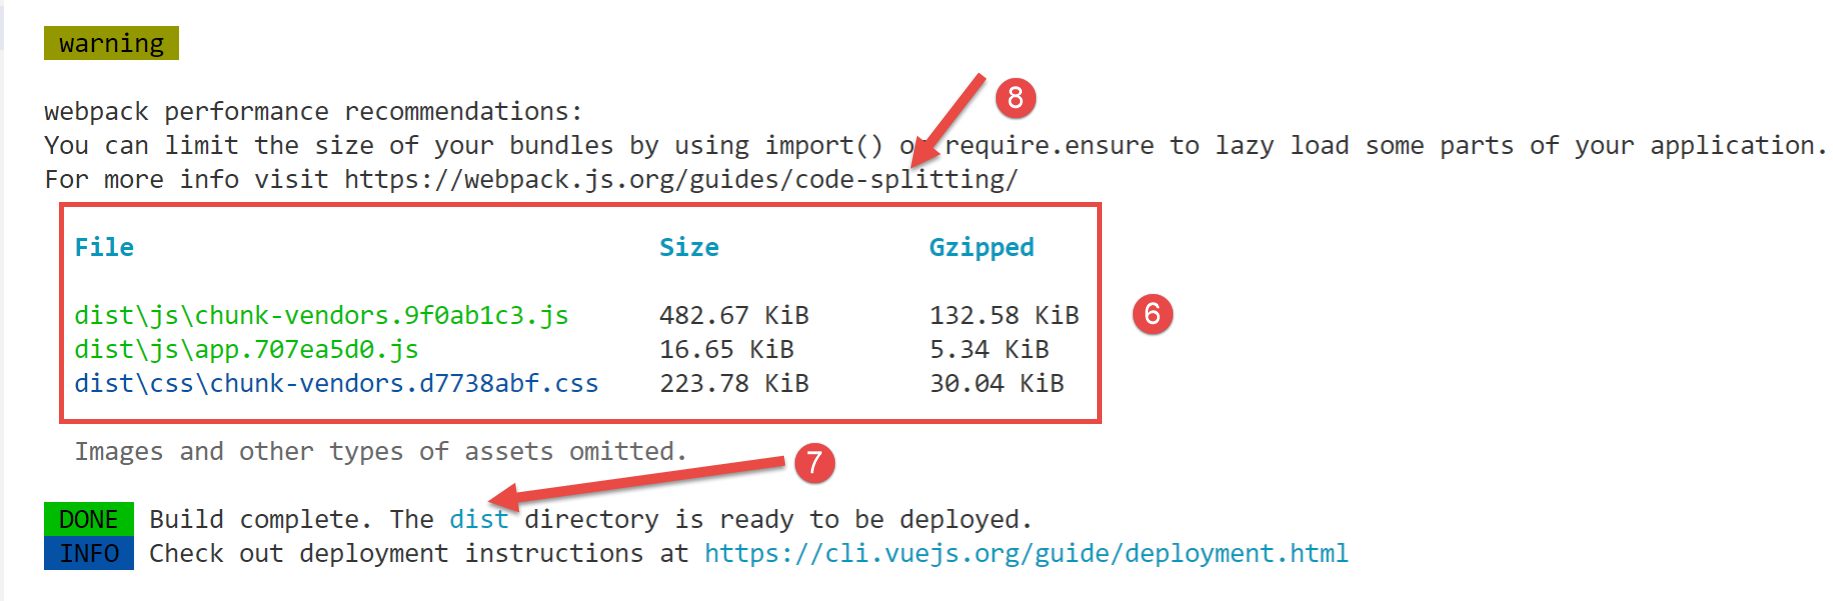 warning
8
webpack performance recommendations:
You can limit the size of your bundles by using import() or require.ensure to lazy load some parts of your application.
For more info visit https://webpack.js.org/guides/code-splitting/
File Size Gzipped
dist\js\chunk-vendors.9f0ab1c3.js 482.67 KiB 132.58 KiB
6
dist\js\app.707ea5d0.js 16.65 KiB 5.34 KiB
dist\css\chunk-vendors.d7738abf.css 223.78 KiB 30.04 KiB
Images and other types of assets omitted.
7
DONE Build complete. The dist directory is ready to be deployed.
INFO Check out deployment instructions at https://cli.vuejs.org/guide/deployment.html